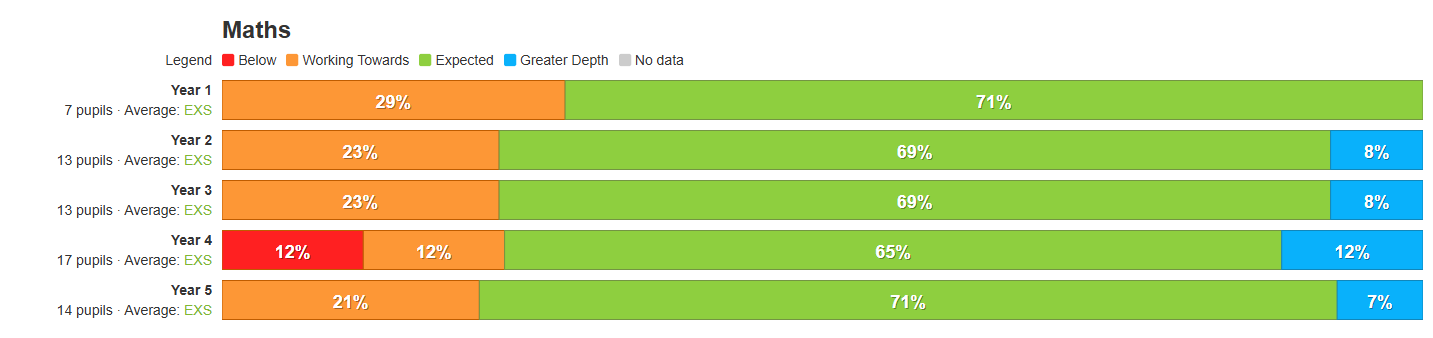 Maths
Legend Below Working Towards Expected Greater Depth No data
Year 1
7 pupils · Average: EXS
29% 71%
Year 2
13 pupils · Average: EXS
23% 69% 8%
Year 3
13 pupils · Average: EXS
23% 69% 8%
Year 4
17 pupils · Average: EXS
12% 12% 65% 12%
Year 5
14 pupils · Average: EXS
21% 71% 7%